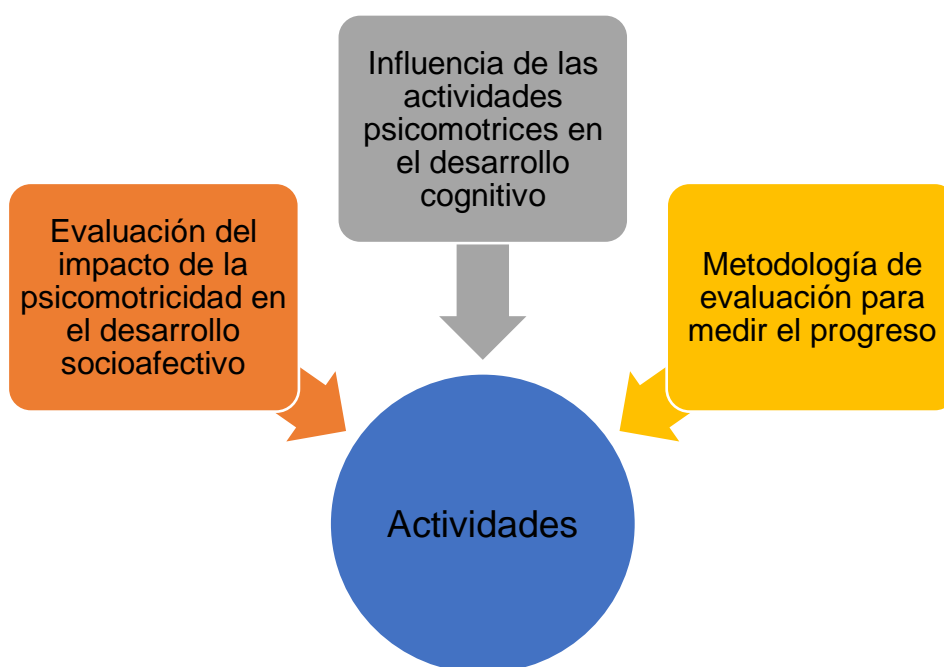 Influencia de las
actividades
psicomotrices en
el desarrollo
cognitivo
Evaluación del
impacto de la
psicomotricidad en
el desarrollo
socioafectivo
Metodología de
evaluación para
medir el progreso
Actividades